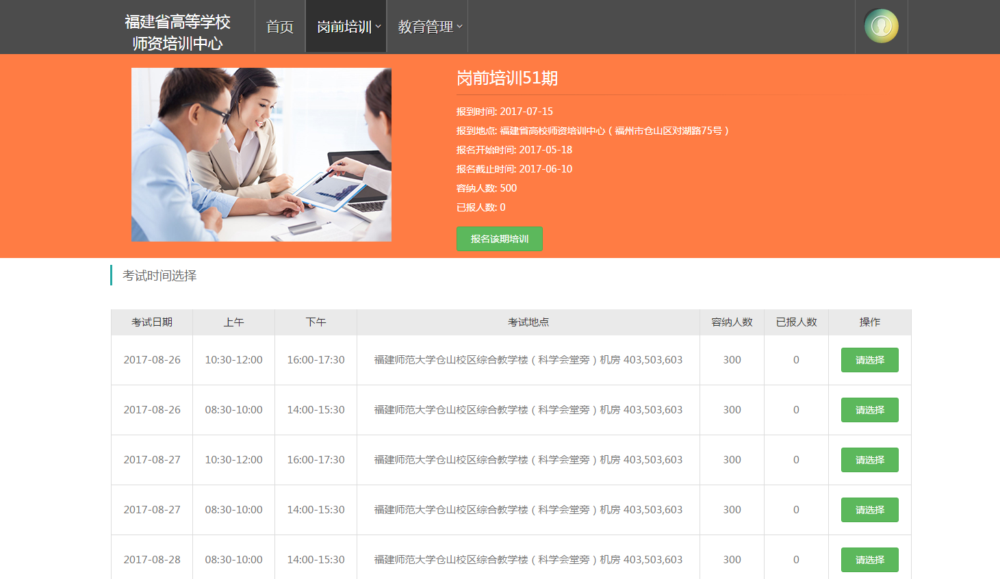 福建省高等学校
师资培训中心
首页
岗前培训
教育管理
岗前培训51期
报到时间: 2017-07-15
报到地点: 福建省高校师资培训中心（福州市仓山区对湖路75号）
报名开始时间: 2017-05-18
报名截止时间: 2017-06-10
容纳人数: 500
已报人数: 0
报名该期培训
考试时间选择
考试日期 上午 下午 考试地点 容纳人数 已报人数 操作
2017-08-26 10:30-12:00 16:00-17:30 福建师范大学仓山校区综合教学楼（科学会堂旁）机房 403,503,603 300 0 请选择
2017-08-26 08:30-10:00 14:00-15:30 福建师范大学仓山校区综合教学楼（科学会堂旁）机房 403,503,603 300 0 请选择
2017-08-27 10:30-12:00 16:00-17:30 福建师范大学仓山校区综合教学楼（科学会堂旁）机房 403,503,603 300 0 请选择
2017-08-27 08:30-10:00 14:00-15:30 福建师范大学仓山校区综合教学楼（科学会堂旁）机房 403,503,603 300 0 请选择
2017-08-28 08:30-10:00 14:00-15:30 福建师范大学仓山校区综合教学楼（科学会堂旁）机房 403,503,603 300 0 请选择